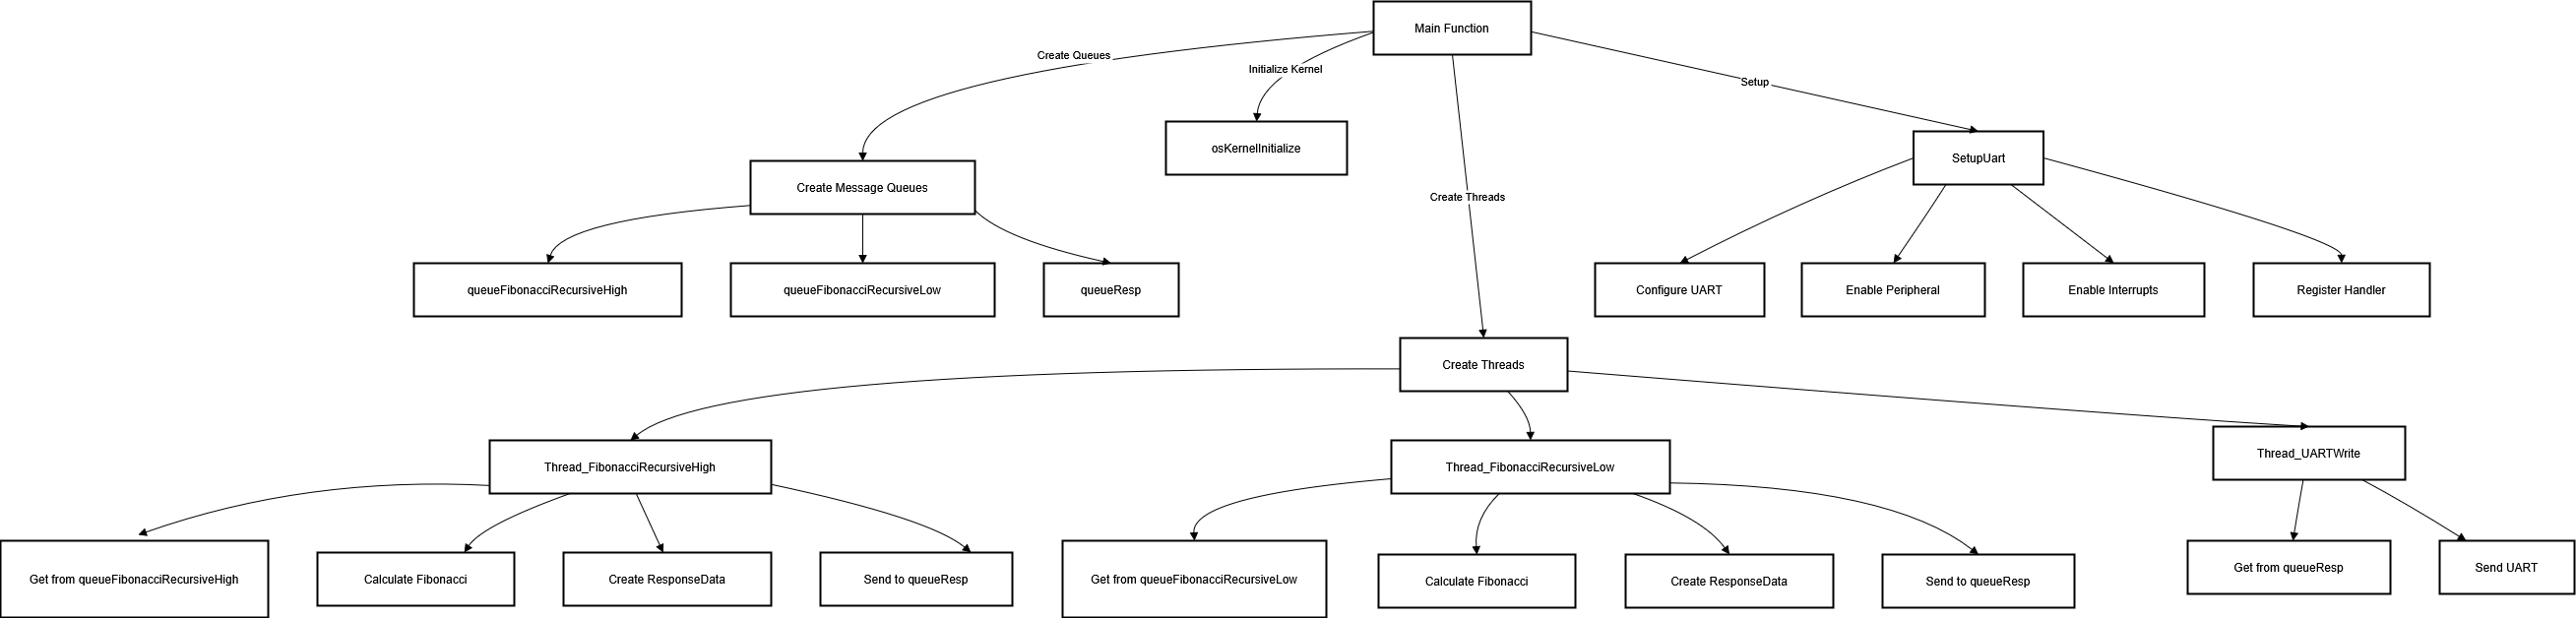 Main Function
Create Queues
Initialize Kernel
Setup
osKernelInitialize
SetupUart
Create Message Queues
Create Threads
queueFibonacciRecursiveHigh
queueFibonacciRecursiveLow
queueResp
Configure UART
Enable Peripheral
Enable Interrupts
Register Handler
Create Threads
Thread_FibonacciRecursiveHigh
Thread_FibonacciRecursiveLow
Thread_UARTWrite
Get from queueFibonacciRecursiveHigh
Calculate Fibonacci
Create ResponseData
Send to queueResp
Get from queueFibonacciRecursiveLow
Calculate Fibonacci
Create ResponseData
Send to queueResp
Get from queueResp
Send UART